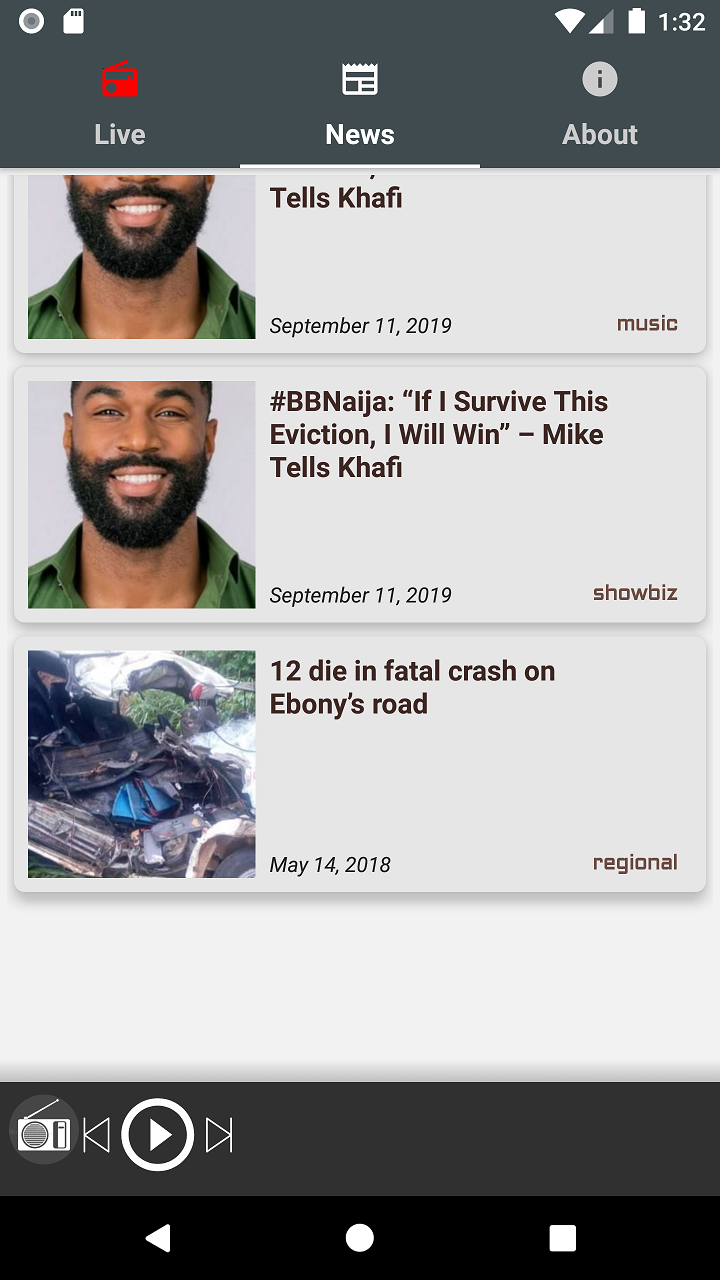 1:32
Live
News
About
Tells Khafi
September 11, 2019
music
#BBNaija: “If I Survive This
Eviction, I Will Win” – Mike
Tells Khafi
September 11, 2019
showbiz
12 die in fatal crash on
Ebony’s road
May 14, 2018
regional